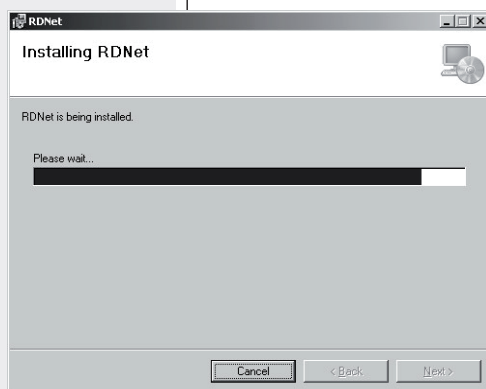 RDNet
Installing RDNet
RDNet is being installed.
Please wait...
Cancel
< Back
Next >